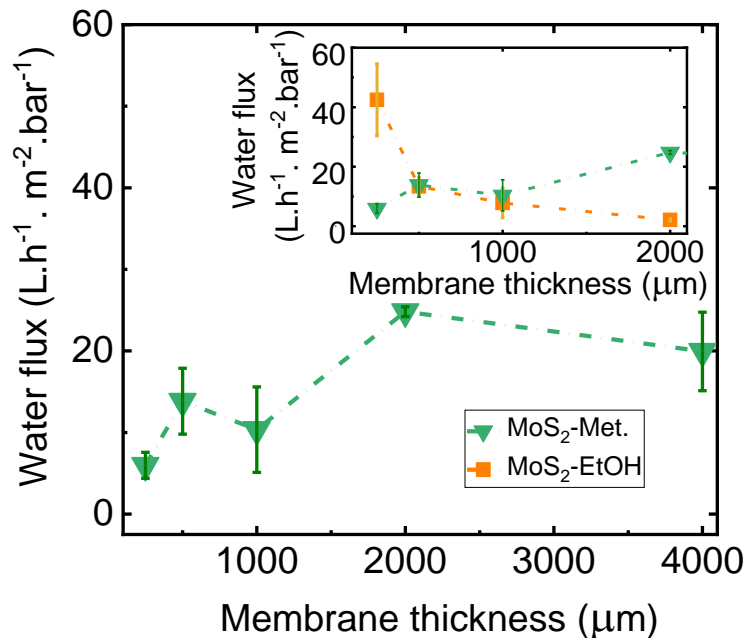 60
40
20
0
Water flux (L.h⁻¹. m⁻².bar⁻¹)
60
40
20
0
Water flux
(L.h⁻¹. m⁻².bar⁻¹)
1000
2000
Membrane thickness (μm)
MoS₂-Met.
MoS₂-EtOH
1000
2000
3000
4000
Membrane thickness (μm)